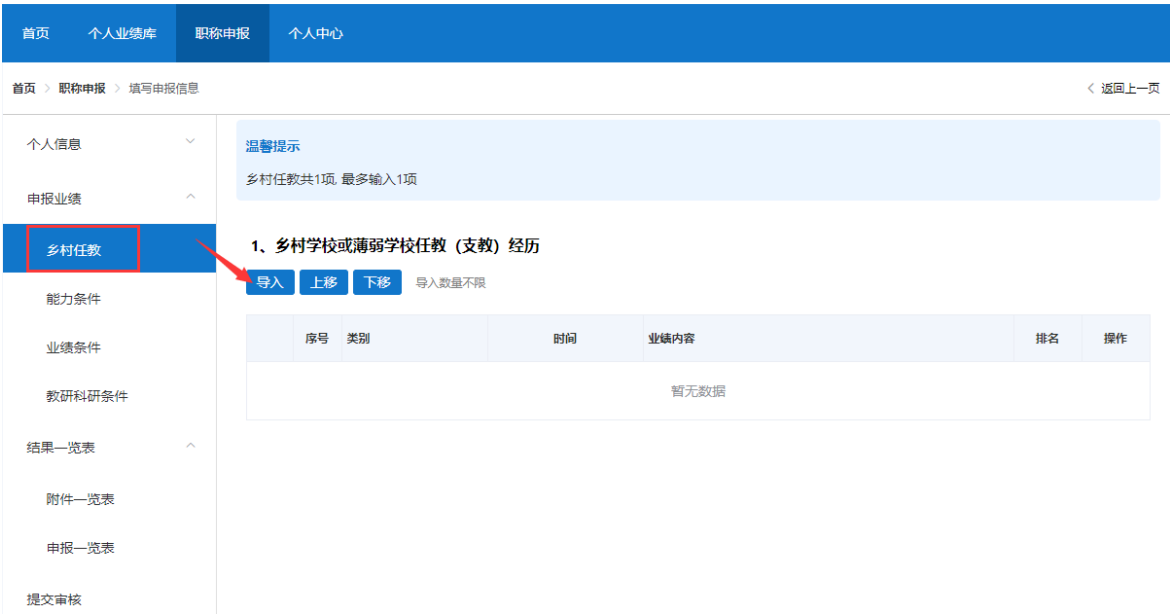 首页 个人业绩库 职称申报 个人中心
首页 > 职称申报 > 填写申报信息 < 返回上一页
个人信息
申报业绩
乡村任教
能力条件
业绩条件
教研科研条件
结果一览表
附件一览表
申报一览表
提交审核
温馨提示
乡村任教共1项, 最多输入1项
1、乡村学校或薄弱学校任教（支教）经历
导入 上移 下移 导入数量不限
序号 类别 时间 业绩内容 排名 操作
暂无数据